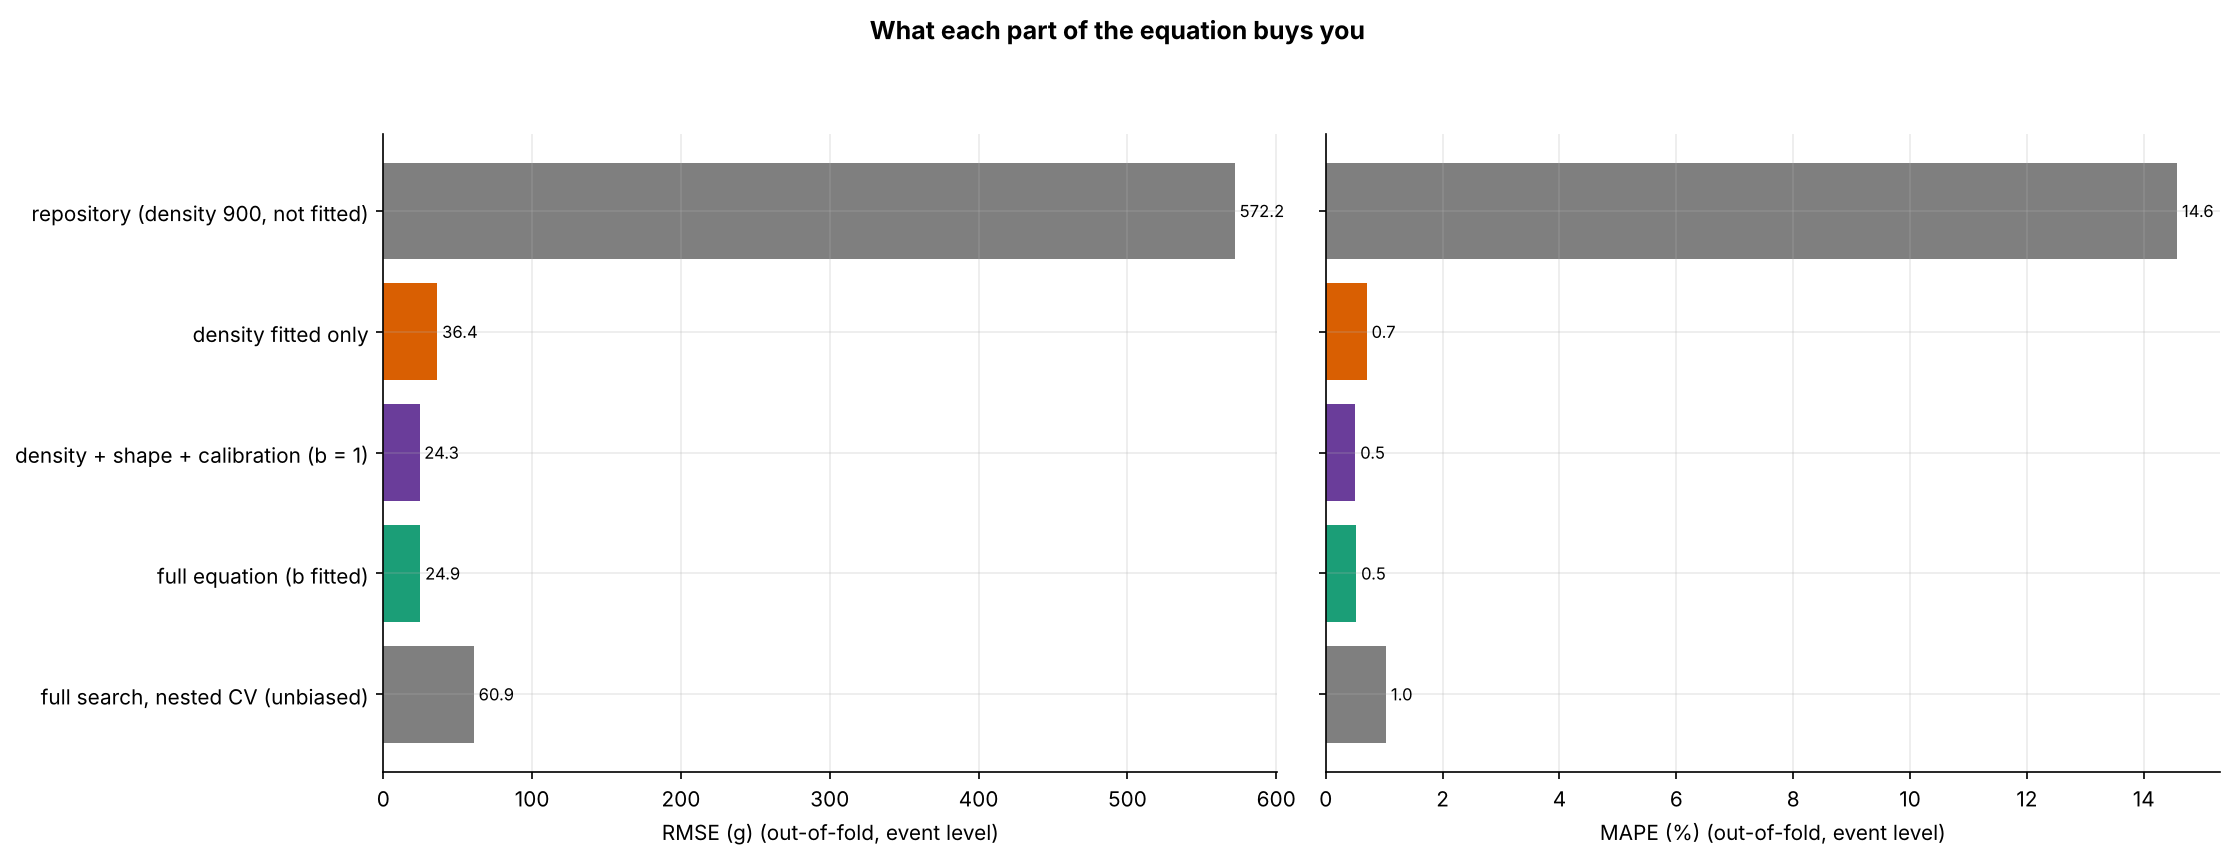 What each part of the equation buys you
repository (density 900, not fitted)
572.2
14.6
density fitted only
36.4
0.7
density + shape + calibration (b = 1)
24.3
0.5
full equation (b fitted)
24.9
0.5
full search, nested CV (unbiased)
60.9
1.0
0 100 200 300 400 500 600
0 2 4 6 8 10 12 14
RMSE (g) (out-of-fold, event level)
MAPE (%) (out-of-fold, event level)